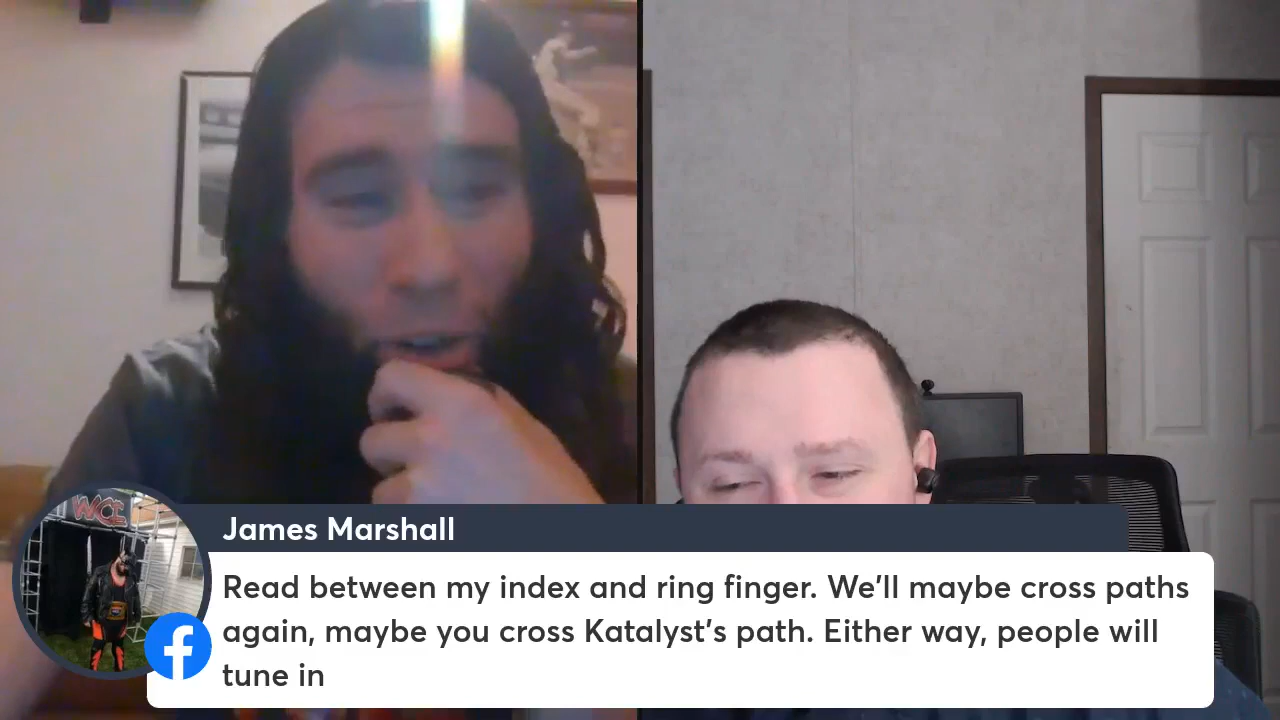 WCI
James Marshall
Read between my index and ring finger. We'll maybe cross paths
again, maybe you cross Katalyst's path. Either way, people will
tune in